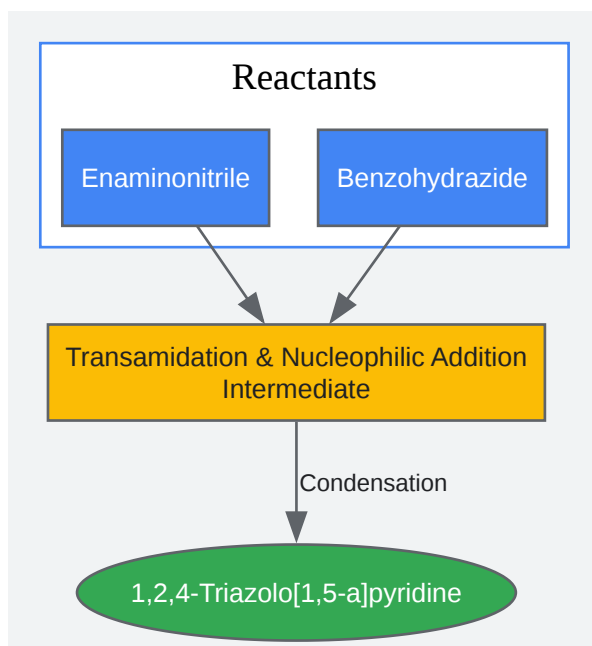 Reactants
Enaminonitrile
Benzohydrazide
Transamidation & Nucleophilic Addition
Intermediate
Condensation
1,2,4-Triazolo[1,5-a]pyridine